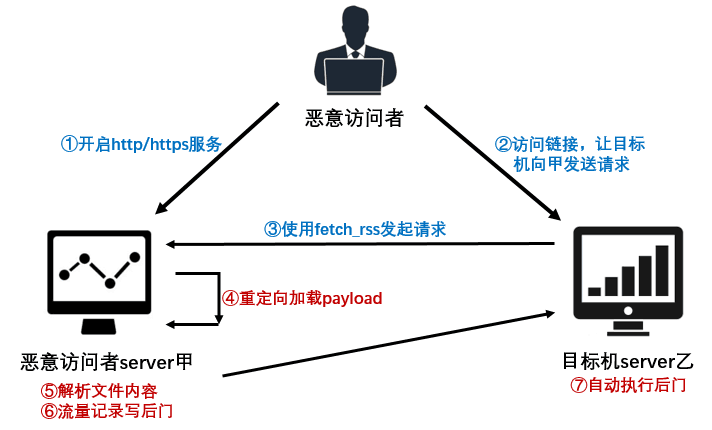 恶意访问者
①开启http/https服务
②访问链接，让目标
机向甲发送请求
③使用fetch_rss发起请求
④重定向加载payload
恶意访问者server甲
⑤解析文件内容
⑥流量记录写后门
目标机server乙
⑦自动执行后门